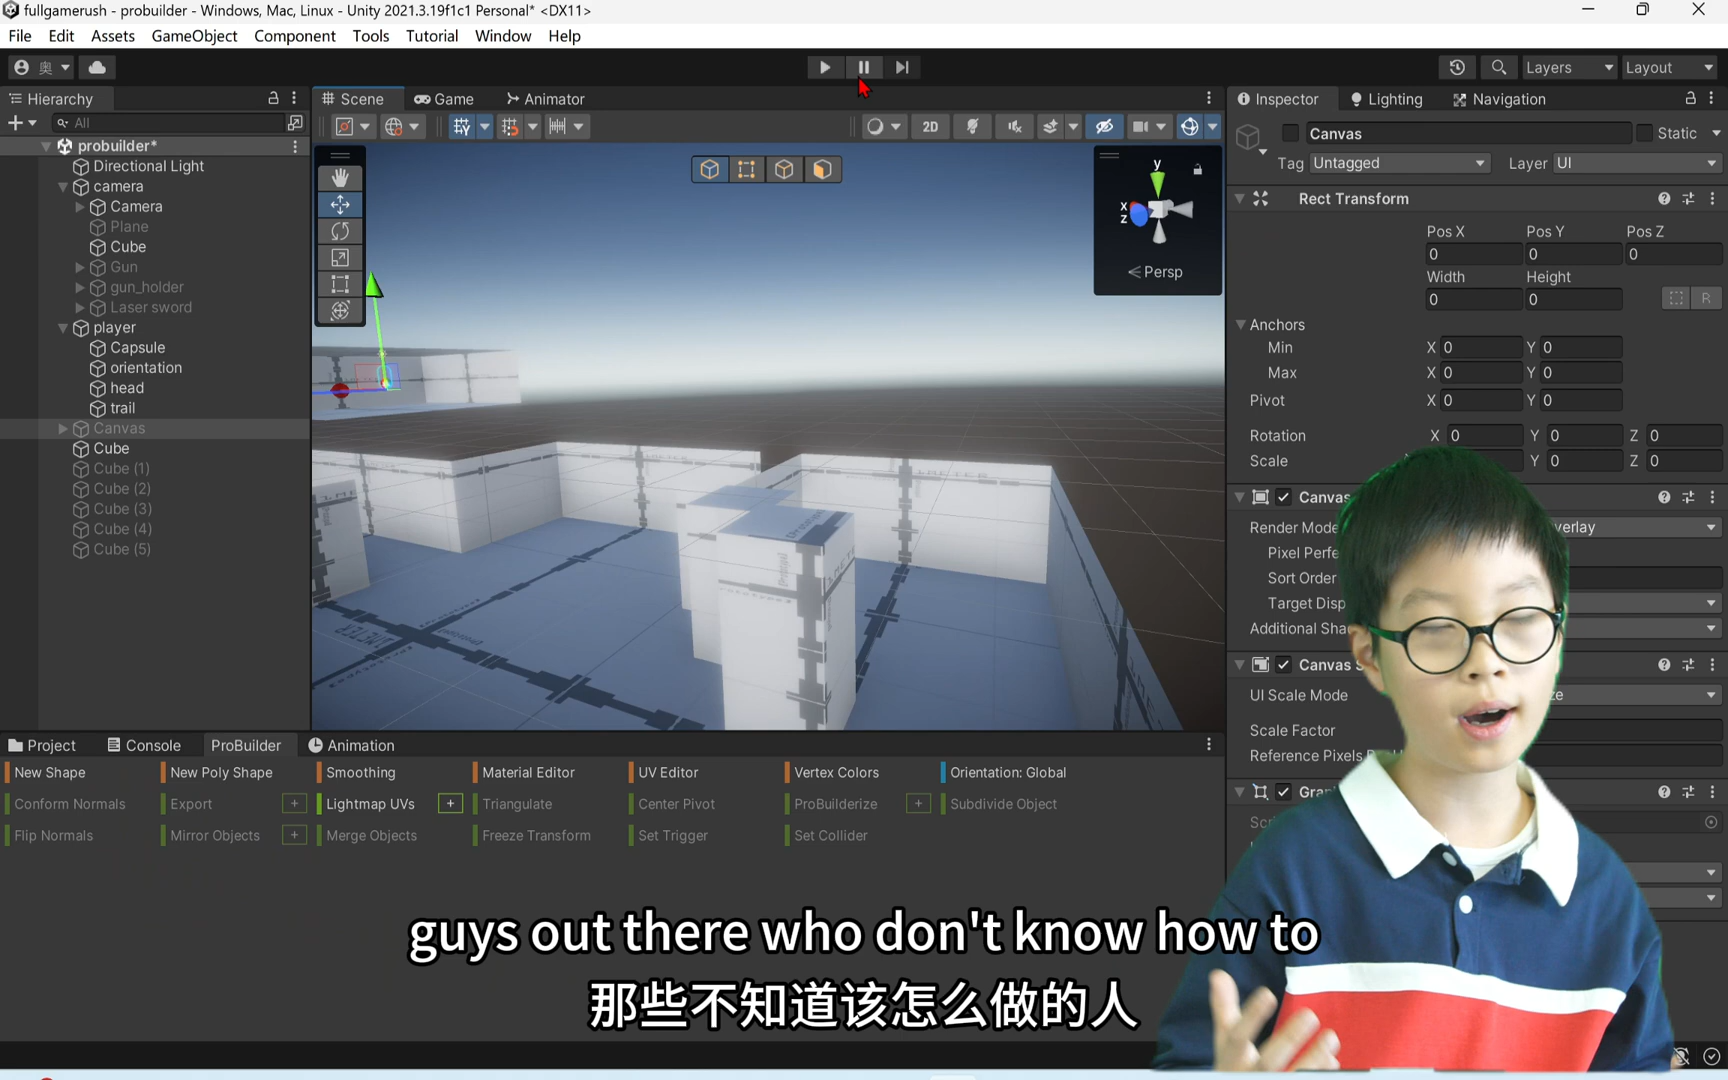 fullgamerush - probuilder - Windows, Mac, Linux - Unity 2021.3.19f1c1 Personal* <DX11>
File Edit Assets GameObject Component Tools Tutorial Window Help
奥 Layers Layout
Hierarchy Scene Game Animator Inspector Lighting Navigation
All 2D Canvas Static
probuilder*
Tag Untagged Layer UI
Directional Light
camera
Rect Transform
Camera
Plane
Pos X Pos Y Pos Z
Cube
0 0 0
Gun
Width Height
gun_holder
0 0 R
Laser sword
y
x
z
Persp
player
Anchors
Capsule
Min X 0 Y 0
orientation
Max X 0 Y 0
head
Pivot X 0 Y 0
trail
Canvas
Rotation X 0 Y 0 Z 0
Cube
Scale Y 0 Z 0
Cube (1)
Cube (2)
Canvas
Cube (3)
Render Mode
Cube (4)
Pixel Perfe
Cube (5)
Sort Order
Target Disp
Additional Sha
Canvas S
UI Scale Mode
Scale Factor
Reference Pixels
Project Console ProBuilder Animation
New Shape New Poly Shape Smoothing Material Editor UV Editor Vertex Colors Orientation: Global
Conform Normals Export + Lightmap UVs + Triangulate Center Pivot ProBuilderize + Subdivide Object
Flip Normals Mirror Objects + Merge Objects Freeze Transform Set Trigger Set Collider
guys out there who don't know how to
那些不知道该怎么做的人